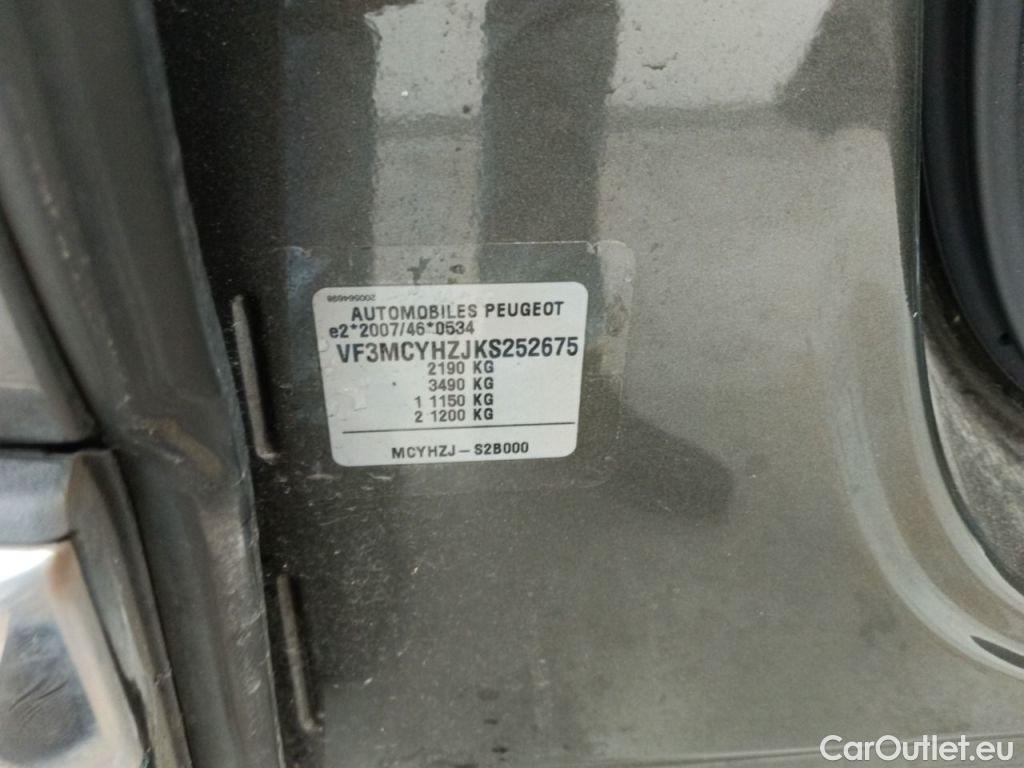 200564698
AUTOMOBILES PEUGEOT
e2*2007/46*0534
VF3MCYHZJKS252675
2190 KG
3490 KG
1 1150 KG
2 1200 KG
MCYHZJ-S2B000
CarOutlet.eu